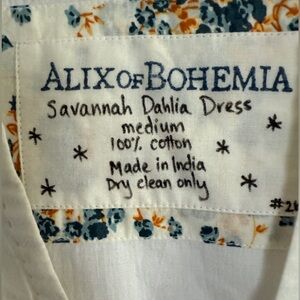 ALIX OF BOHEMIA
Savannah Dahlia Dress
medium
100% cotton
Made in India
Dry clean only